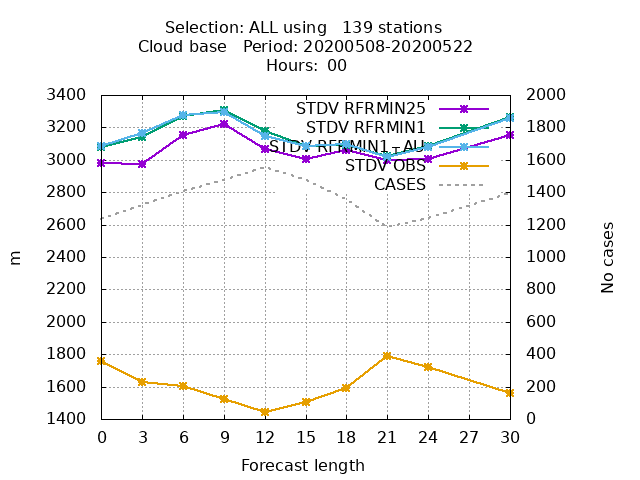 Selection: ALL using   139 stations
Cloud base   Period: 20200508-20200522
Hours:  00
3400
3200
3000
2800
2600
2400
2200
2000
1800
1600
1400
2000
1800
1600
1400
1200
1000
800
600
400
200
0
STDV RFRMIN25
STDV RFRMIN1
STDV RFRMIN1_AU
STDV OBS
CASES
m
No cases
0 3 6 9 12 15 18 21 24 27 30
Forecast length